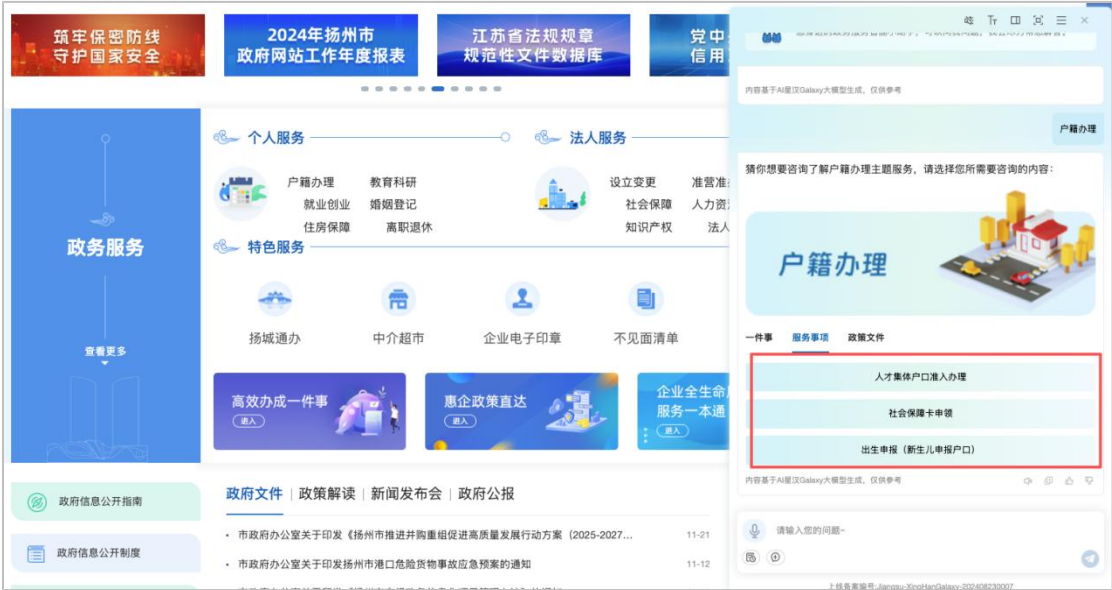 筑牢保密防线
守护国家安全
2024年扬州市
政府网站工作年度报表
江苏省法规规章
规范性文件数据库
党中
信用
政务服务
查看更多
个人服务
户籍办理 教育科研
就业创业 婚姻登记
住房保障 离职退休
法人服务
设立变更 准营准
社会保障 人力资
知识产权 法人
特色服务
扬城通办
中介超市
企业电子印章
不见面清单
高效办成一件事
进入
惠企政策直达
进入
企业全生命
服务一本通
进入
政府信息公开指南
政府信息公开制度
政府文件 | 政策解读 | 新闻发布会 | 政府公报
· 市政府办公室关于印发《扬州市推进并购重组促进高质量发展行动方案（2025-2027... 11-21
· 市政府办公室关于印发扬州市港口危险货物事故应急预案的通知 11-12
内容基于AI星汉Galaxy大模型生成，仅供参考
户籍办理
猜你想要咨询了解户籍办理主题服务，请选择您所需要咨询的内容：
户籍办理
一件事 服务事项 政策文件
人才集体户口准入办理
社会保障卡申领
出生申报（新生儿申报户口）
内容基于AI星汉Galaxy大模型生成，仅供参考
请输入您的问题~
上线备案编号:Jiangsu-XingHanGalaxy-202408230007